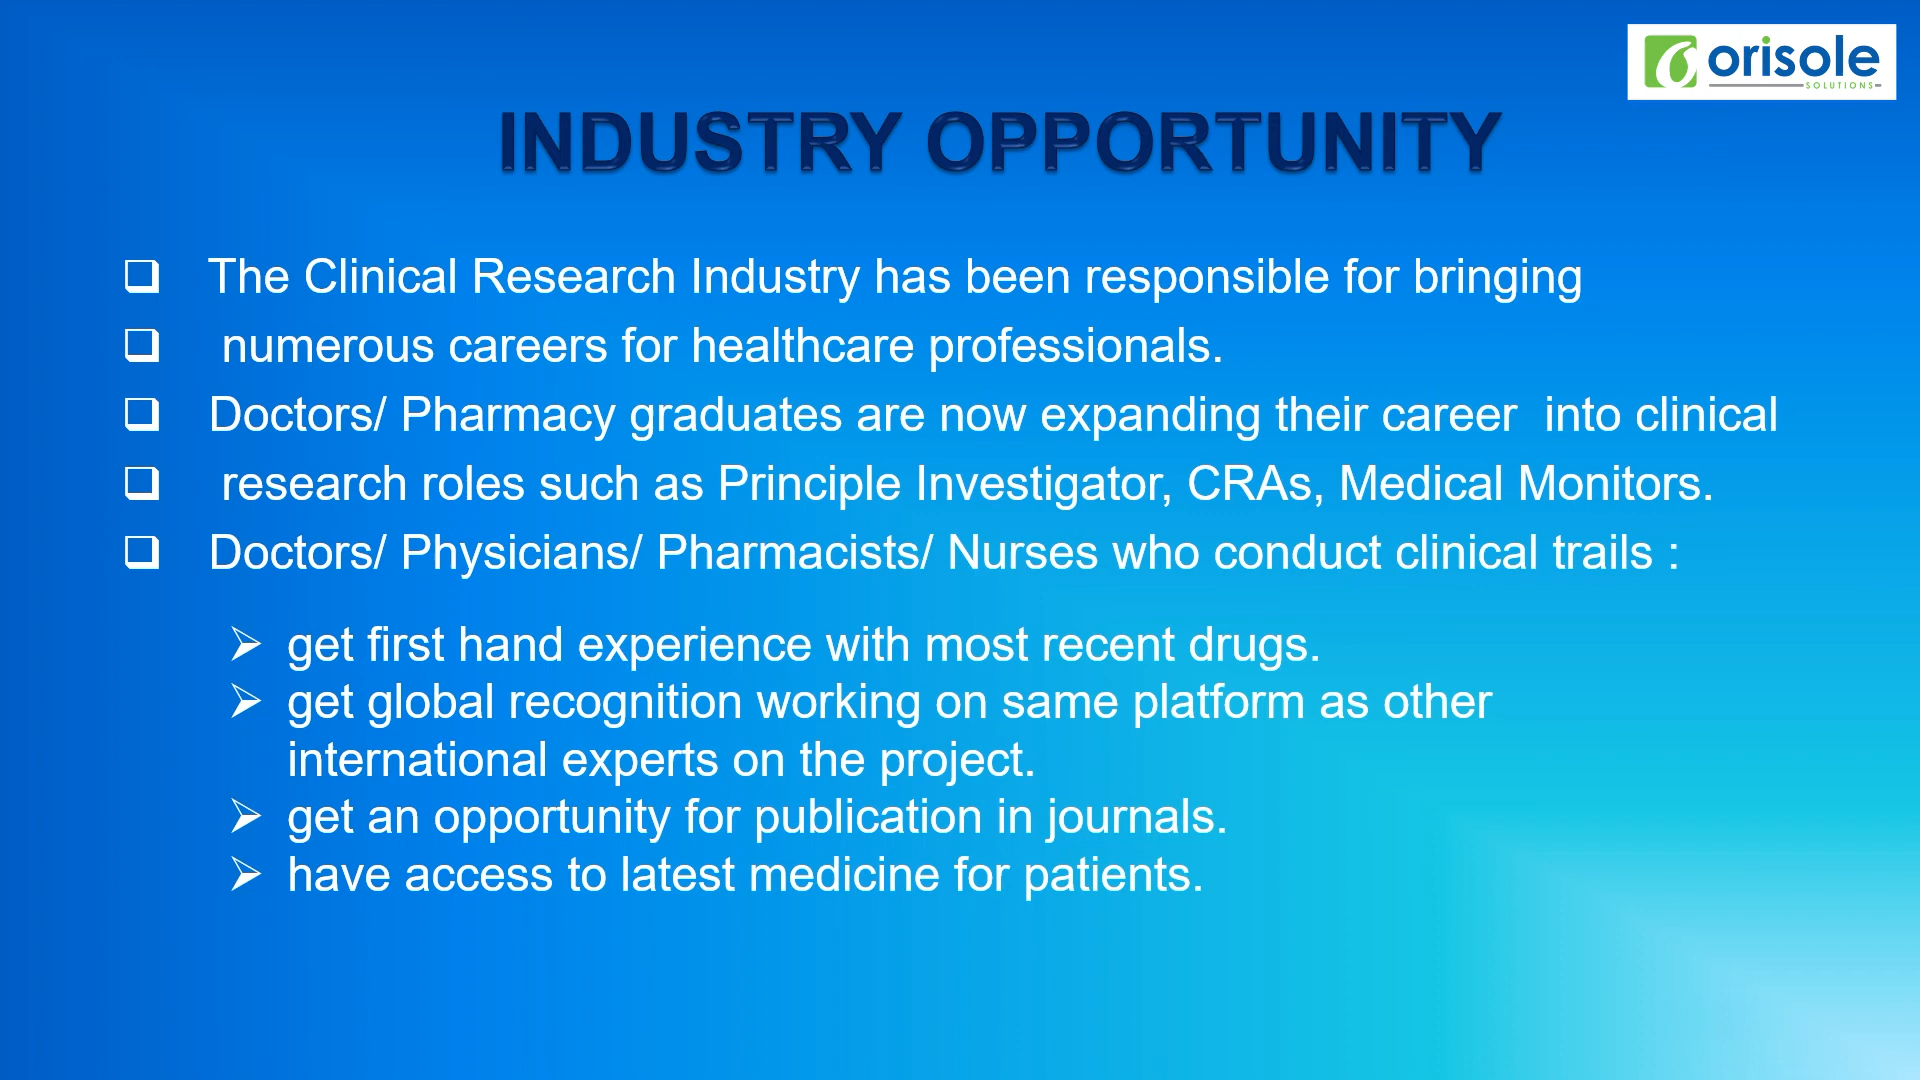 orisole
SOLUTIONS
INDUSTRY OPPORTUNITY
❑ The Clinical Research Industry has been responsible for bringing
❑ numerous careers for healthcare professionals.
❑ Doctors/ Pharmacy graduates are now expanding their career  into clinical
❑ research roles such as Principle Investigator, CRAs, Medical Monitors.
❑ Doctors/ Physicians/ Pharmacists/ Nurses who conduct clinical trails :
➢ get first hand experience with most recent drugs.
➢ get global recognition working on same platform as other
international experts on the project.
➢ get an opportunity for publication in journals.
➢ have access to latest medicine for patients.